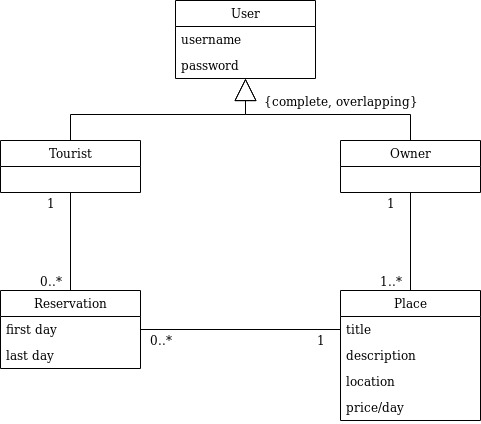 User
username
password
{complete, overlapping}
Tourist
Owner
1
1
0..*
1..*
Reservation
Place
first day
title
last day
0..*
1
description
location
price/day